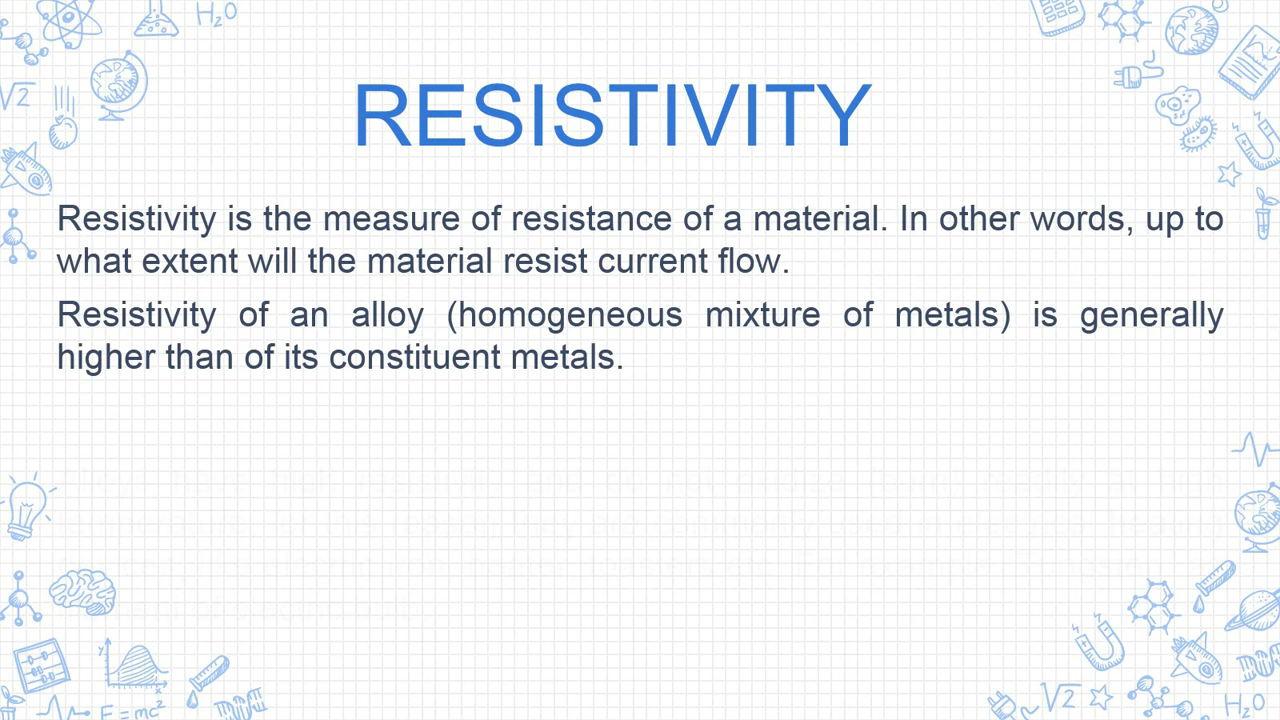 H₂O
√2
RESISTIVITY
Resistivity is the measure of resistance of a material. In other words, up to
what extent will the material resist current flow.
Resistivity of an alloy (homogeneous mixture of metals) is generally
higher than of its constituent metals.
y
x
E=mc²
√2
H₂O